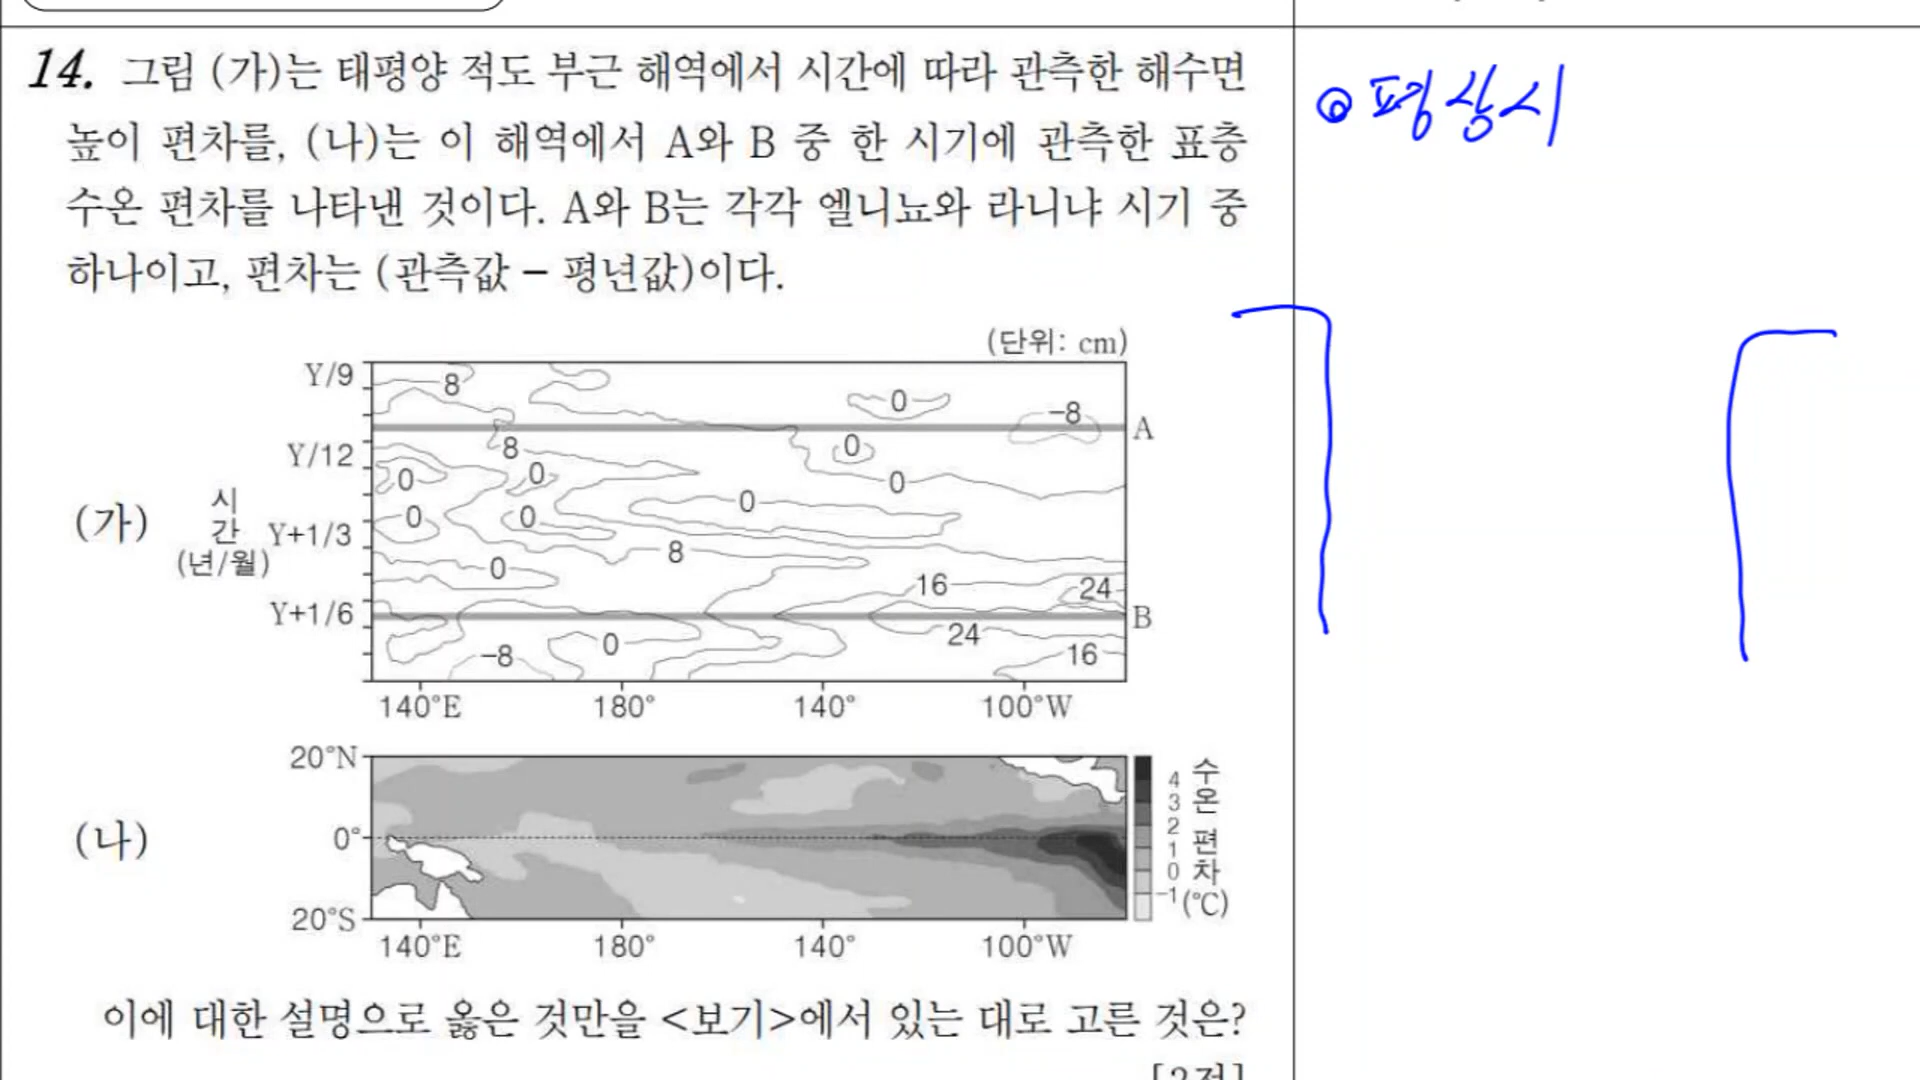 14. 그림 (가)는 태평양 적도 부근 해역에서 시간에 따라 관측한 해수면
높이 편차를, (나)는 이 해역에서 A와 B 중 한 시기에 관측한 표층
수온 편차를 나타낸 것이다. A와 B는 각각 엘니뇨와 라니냐 시기 중
하나이고, 편차는 (관측값 − 평년값)이다.
◎ 평상시
(단위: cm)
(가)
시간
(년/월)
Y/9
Y/12
Y+1/3
Y+1/6
8
0
−8
A
8
0
0
0
0
0
0
0
8
0
16
24
B
24
0
−8
16
140°E 180° 140° 100°W
(나)
20°N
0°
20°S
4
3
2
1
0
−1
수온 편차
(℃)
140°E 180° 140° 100°W
이에 대한 설명으로 옳은 것만을 <보기>에서 있는 대로 고른 것은?